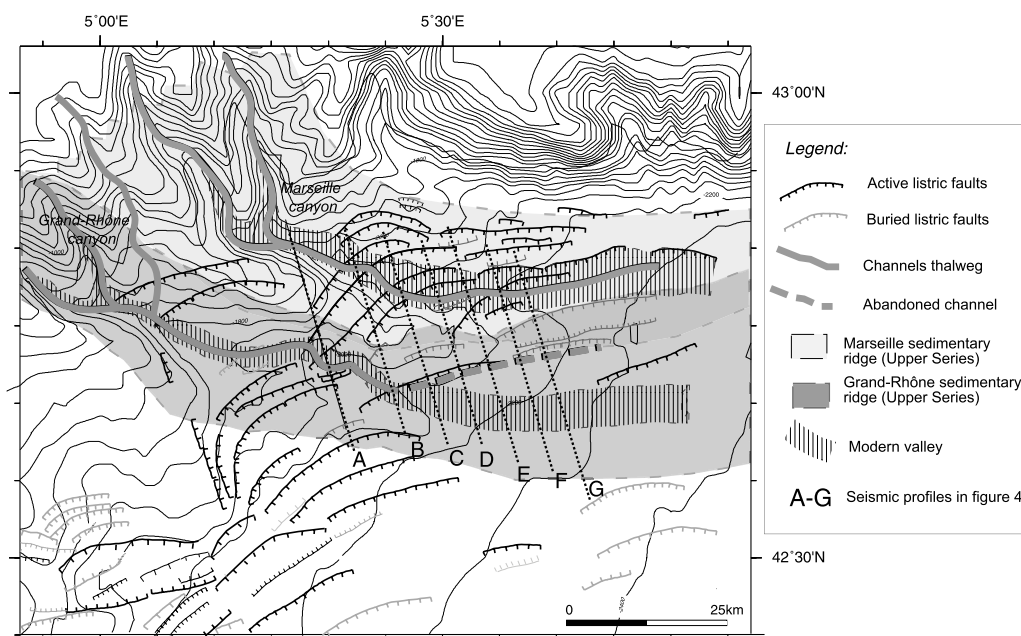 5°00'E
5°30'E
43°00'N
Legend:
-1800
-2200
Active listric faults
Marseille
canyon
Buried listric faults
Grand-Rhône
canyon
Channels thalweg
Abandoned channel
-1800
Marseille sedimentary
ridge (Upper Series)
Grand-Rhône sedimentary
ridge (Upper Series)
Modern valley
A
B
C
D
E
F
G
A-G Seismic profiles in figure 4
42°30'N
0 25km